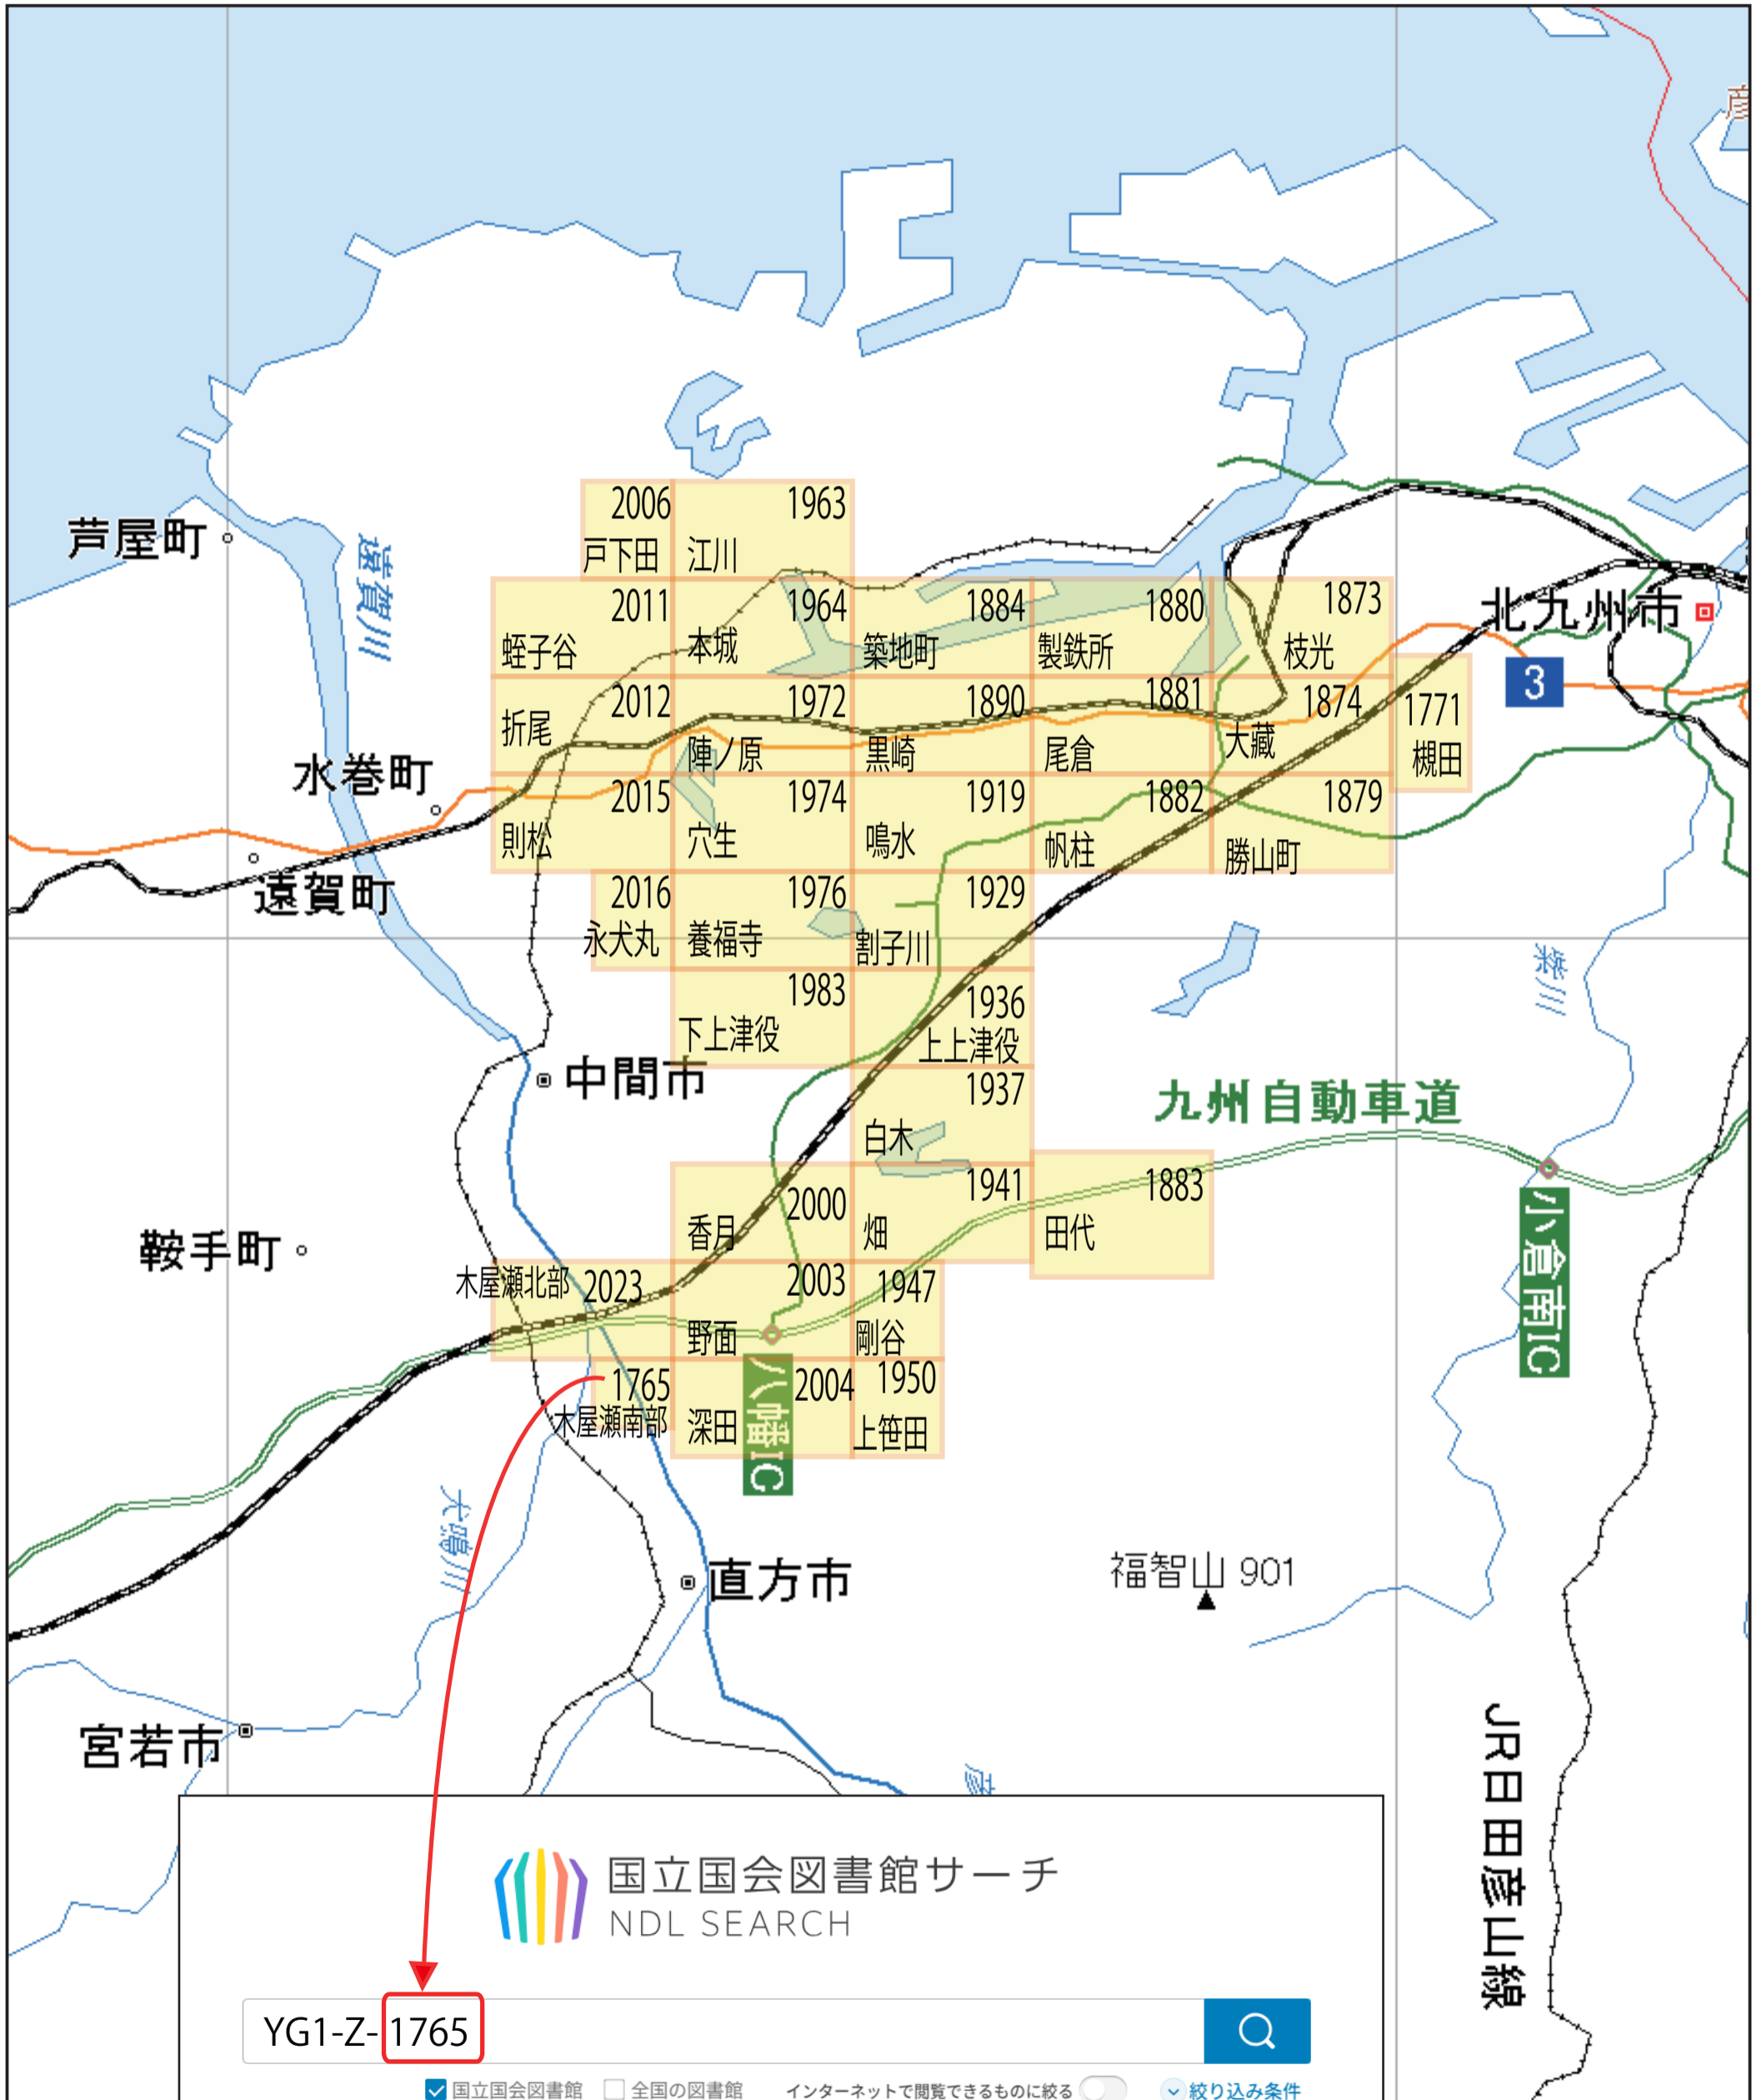 彦
芦屋町
遠賀川
2006
戸下田
1963
江川
2011
蛭子谷
1964
本城
1884
築地町
1880
製鉄所
1873
枝光
北九州市
3
2012
折尾
1972
陣ノ原
1890
黒崎
1881
尾倉
1874
大藏
1771
槻田
水巻町
2015
則松
1974
穴生
1919
鳴水
1882
帆柱
1879
勝山町
遠賀町
2016
永犬丸
1976
養福寺
1929
割子川
紫川
1983
下上津役
1936
上上津役
中間市
1937
白木
九州自動車道
2000
香月
1941
畑
1883
田代
小倉南IC
鞍手町
木屋瀬北部 2023
2003
野面
1947
剛谷
1765
木屋瀬南部
2004
深田
八幡IC
1950
上笹田
犬鳴川
直方市
福智山 901
宮若市
彦
JR日田彦山線
国立国会図書館サーチ
NDL SEARCH
YG1-Z-1765
国立国会図書館 全国の図書館 インターネットで閲覧できるものに絞る 絞り込み条件